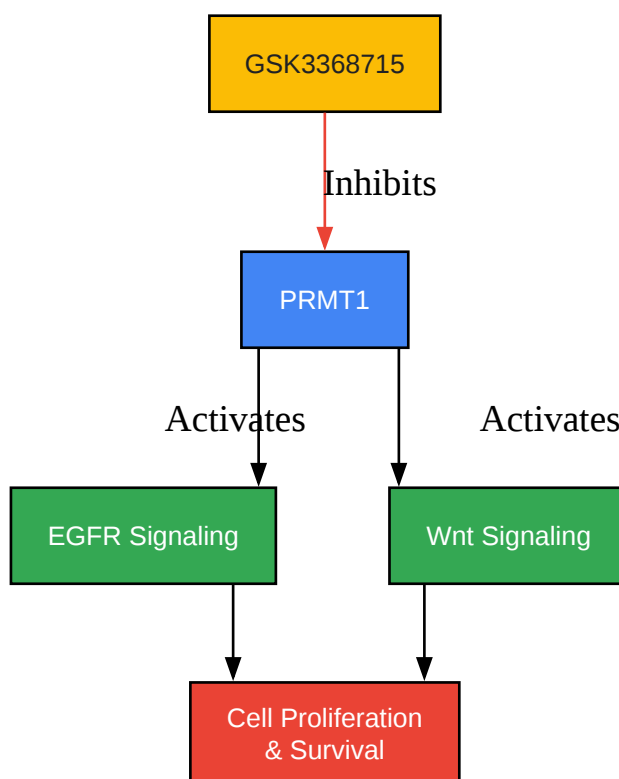 GSK3368715
Inhibits
PRMT1
Activates
Activates
EGFR Signaling
Wnt Signaling
Cell Proliferation
& Survival